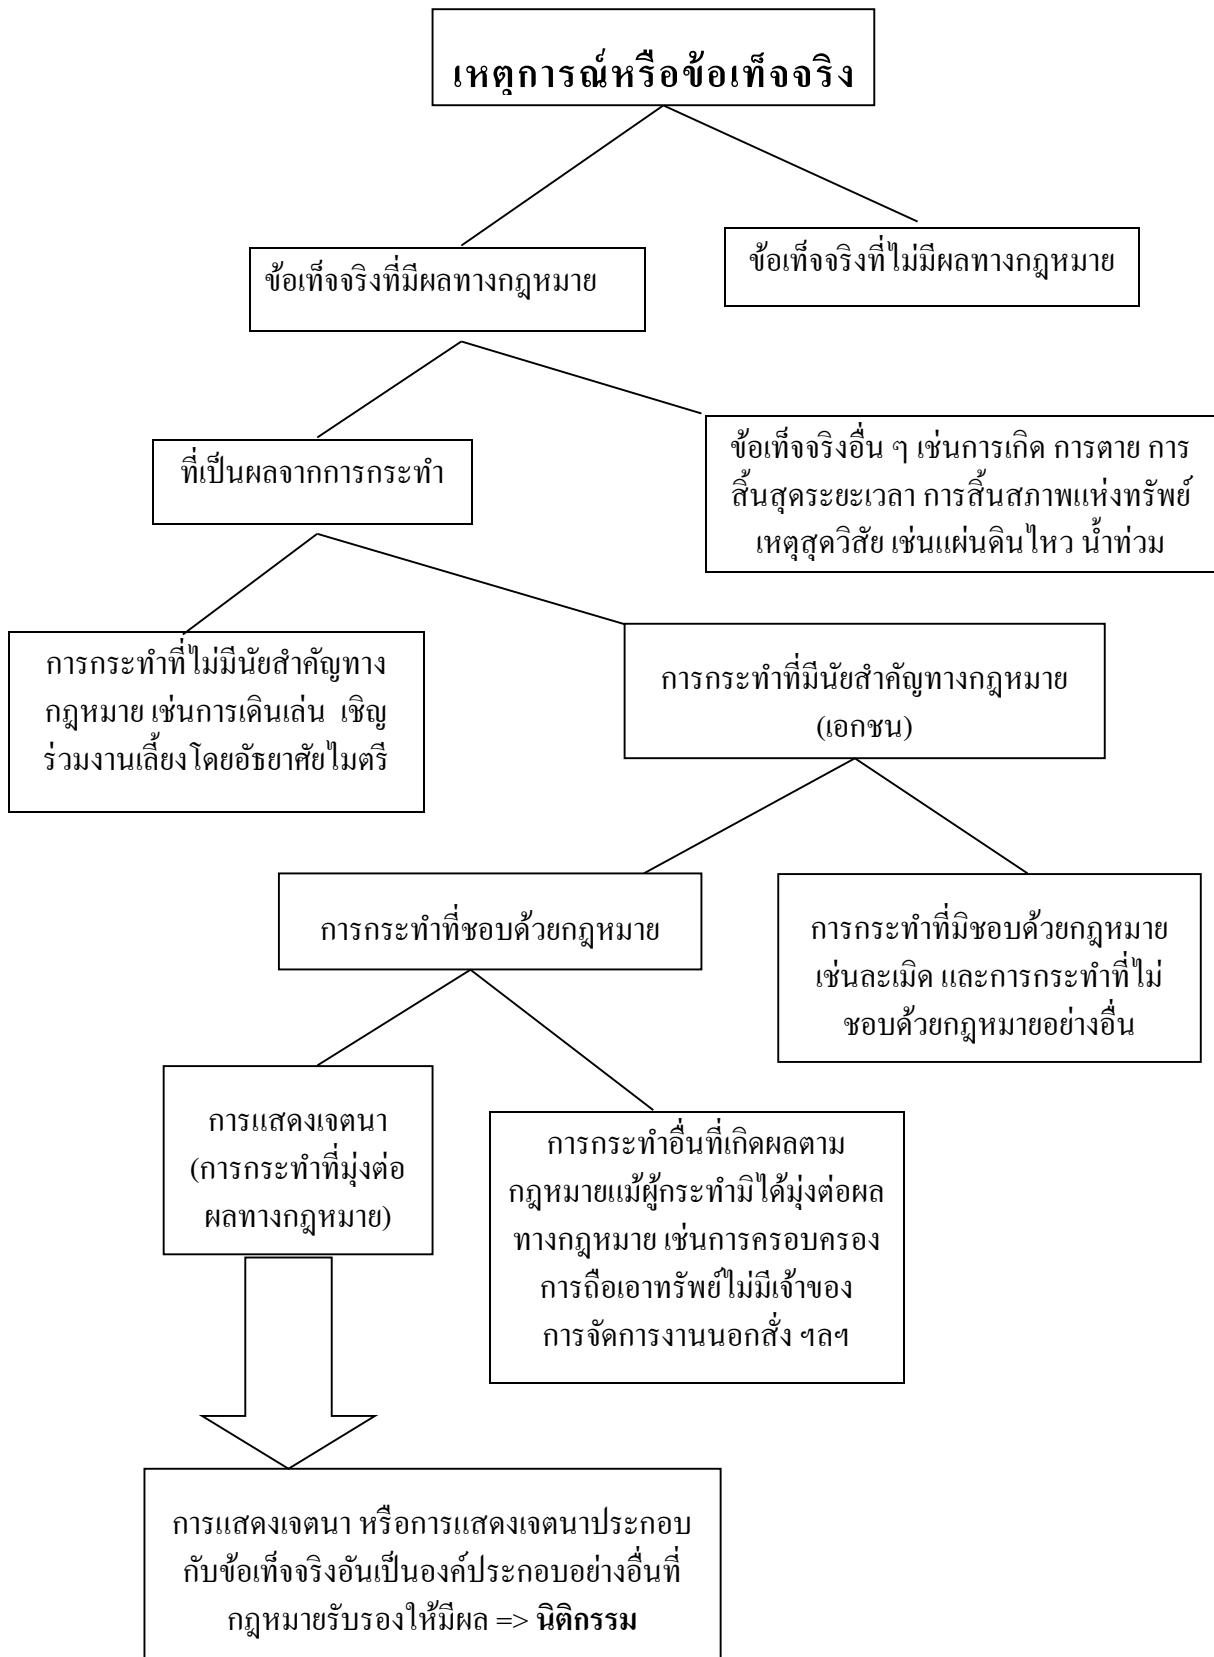 เหตุการณ์หรือข้อเท็จจริง
ข้อเท็จจริงที่มีผลทางกฎหมาย
ข้อเท็จจริงที่ไม่มีผลทางกฎหมาย
ที่เป็นผลจากการกระทำ
ข้อเท็จจริงอื่น ๆ เช่นการเกิด การตาย การ
สิ้นสุดระยะเวลา การสิ้นสภาพแห่งทรัพย์
เหตุสุดวิสัย เช่นแผ่นดินไหว น้ำท่วม
การกระทำที่ไม่มีนัยสำคัญทาง
กฎหมาย เช่นการเดินเล่น เชิญ
ร่วมงานเลี้ยงโดยอัธยาศัยไมตรี
การกระทำที่มีนัยสำคัญทางกฎหมาย
(เอกชน)
การกระทำที่ชอบด้วยกฎหมาย
การกระทำที่มิชอบด้วยกฎหมาย
เช่นละเมิด และการกระทำที่ไม่
ชอบด้วยกฎหมายอย่างอื่น
การแสดงเจตนา
(การกระทำที่มุ่งต่อ
ผลทางกฎหมาย)
การกระทำอื่นที่เกิดผลตาม
กฎหมายแม้ผู้กระทำมิได้มุ่งต่อผล
ทางกฎหมาย เช่นการครอบครอง
การถือเอาทรัพย์ไม่มีเจ้าของ
การจัดการงานนอกสั่ง ฯลฯ
การแสดงเจตนา หรือการแสดงเจตนาประกอบ
กับข้อเท็จจริงอันเป็นองค์ประกอบอย่างอื่นที่
กฎหมายรับรองให้มีผล => นิติกรรม